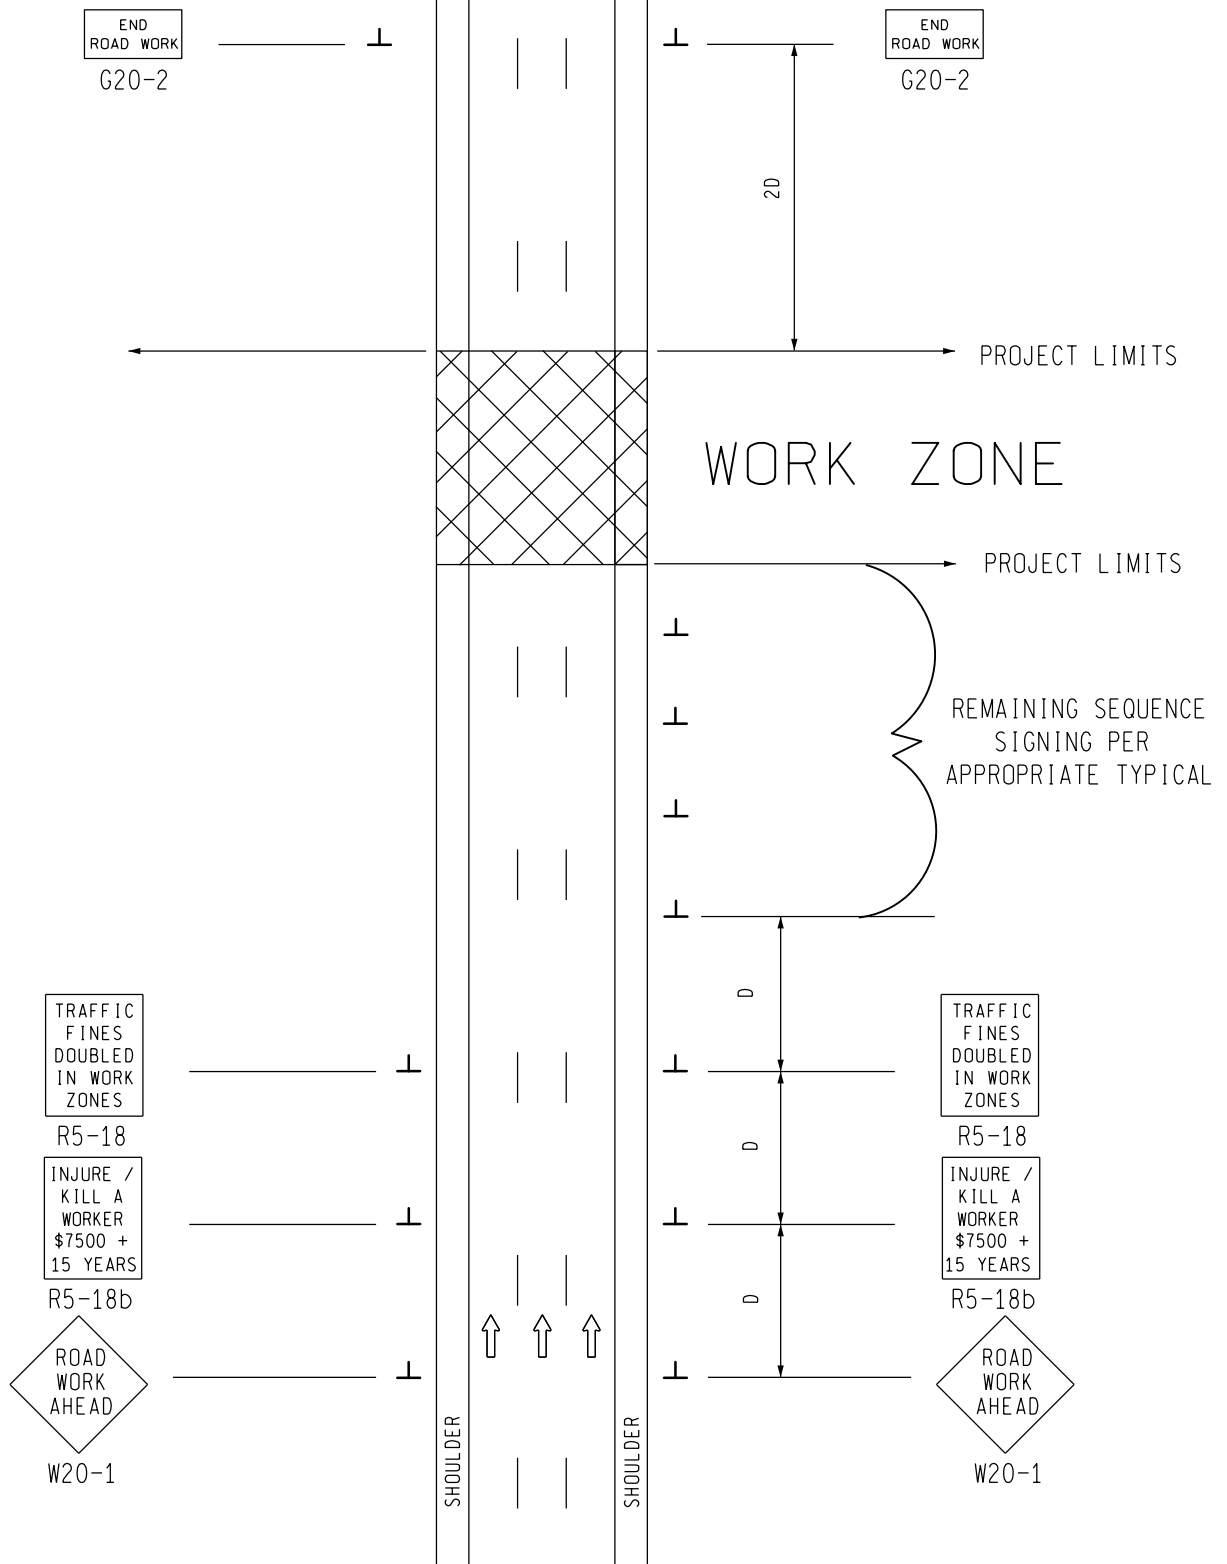 END
ROAD WORK
G20-2
END
ROAD WORK
G20-2
2D
PROJECT LIMITS
WORK ZONE
PROJECT LIMITS
REMAINING SEQUENCE
SIGNING PER
APPROPRIATE TYPICAL
D
TRAFFIC
FINES
DOUBLED
IN WORK
ZONES
R5-18
TRAFFIC
FINES
DOUBLED
IN WORK
ZONES
R5-18
D
INJURE /
KILL A
WORKER
$7500 +
15 YEARS
R5-18b
INJURE /
KILL A
WORKER
$7500 +
15 YEARS
R5-18b
D
ROAD
WORK
AHEAD
W20-1
ROAD
WORK
AHEAD
W20-1
SHOULDER
SHOULDER